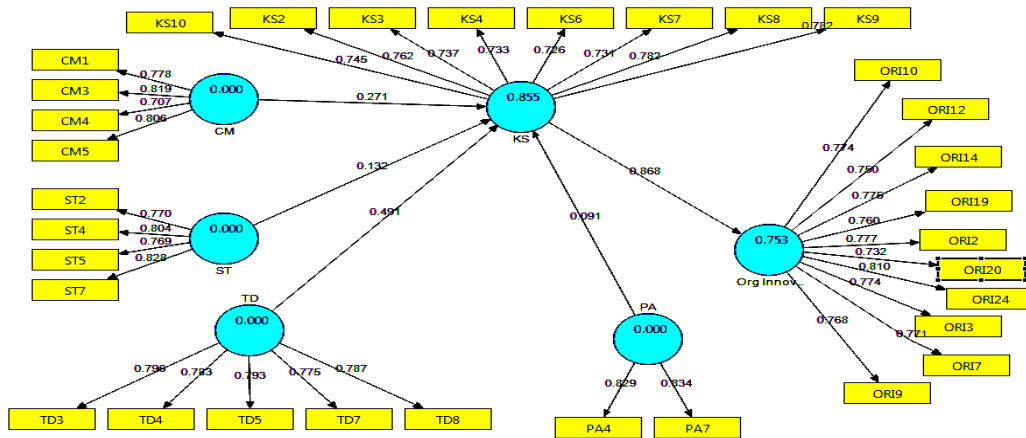 KS10
KS2
KS3
KS4
KS6
KS7
KS8
KS9
0.745
0.762
0.737
0.733
0.726
0.731
0.782
0.782
CM1
CM3
CM4
CM5
0.778
0.819
0.707
0.806
0.000
CM
0.271
0.855
KS
0.132
0.491
0.091
0.868
ST2
ST4
ST5
ST7
0.770
0.804
0.769
0.828
0.000
ST
TD
0.000
0.796
0.783
0.793
0.775
0.787
TD3
TD4
TD5
TD7
TD8
PA
0.000
0.829
0.834
PA4
PA7
0.753
Org Innov...
0.774
0.750
0.775
0.760
0.777
0.732
0.810
0.774
0.771
0.768
ORI10
ORI12
ORI14
ORI19
ORI2
ORI20
ORI24
ORI3
ORI7
ORI9